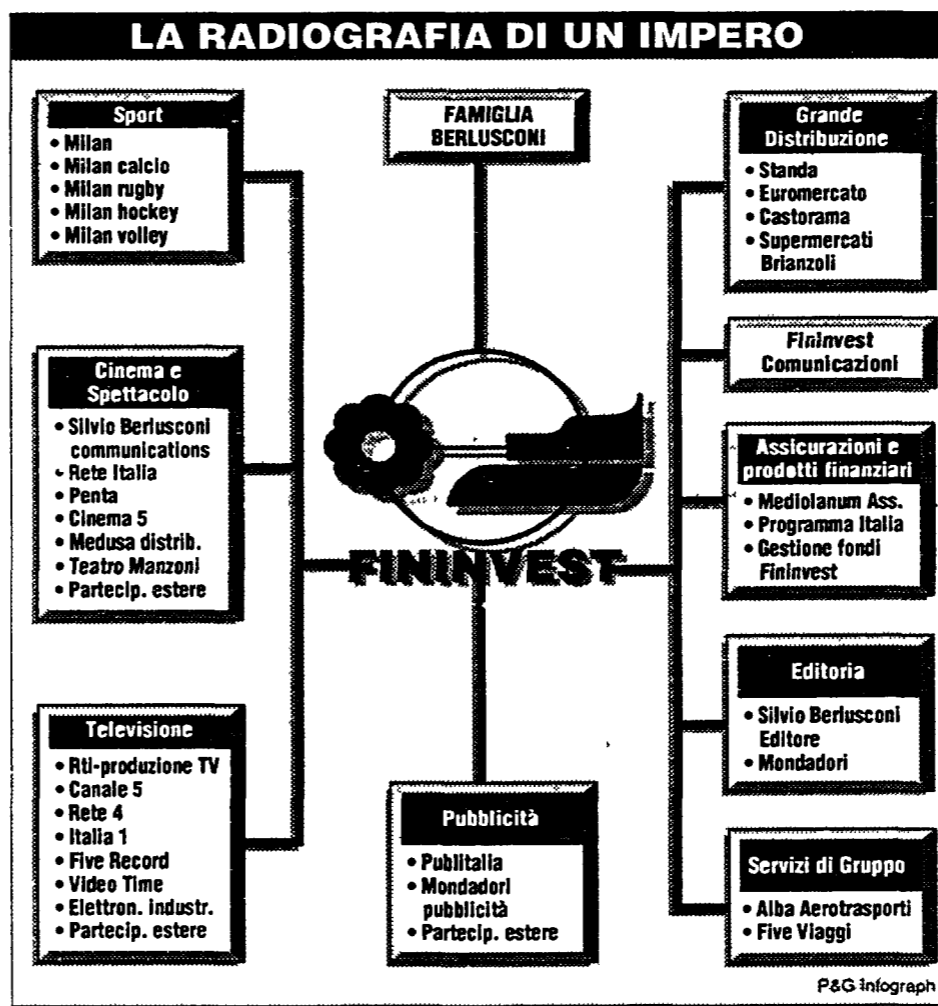 LA RADIOGRAFIA DI UN IMPERO
Sport
• Milan
• Milan calcio
• Milan rugby
• Milan hockey
• Milan volley
Cinema e
Spettacolo
• Silvio Berlusconi
communications
• Rete Italia
• Penta
• Cinema 5
• Medusa distrib.
• Teatro Manzoni
• Partecip. estere
Televisione
• Rti-produzione TV
• Canale 5
• Rete 4
• Italia 1
• Five Record
• Video Time
• Elettron. industr.
• Partecip. estere
FAMIGLIA
BERLUSCONI
FININVEST
Pubblicità
• Publitalia
• Mondadori
pubblicità
• Partecip. estere
Grande
Distribuzione
• Standa
• Euromercato
• Castorama
• Supermercati
Brianzoli
Fininvest
Comunicazioni
Assicurazioni e
prodotti finanziari
• Mediolanum Ass.
• Programma Italia
• Gestione fondi
Fininvest
Editoria
• Silvio Berlusconi
Editore
• Mondadori
Servizi di Gruppo
• Alba Aerotrasporti
• Five Viaggi
P&G Infograph